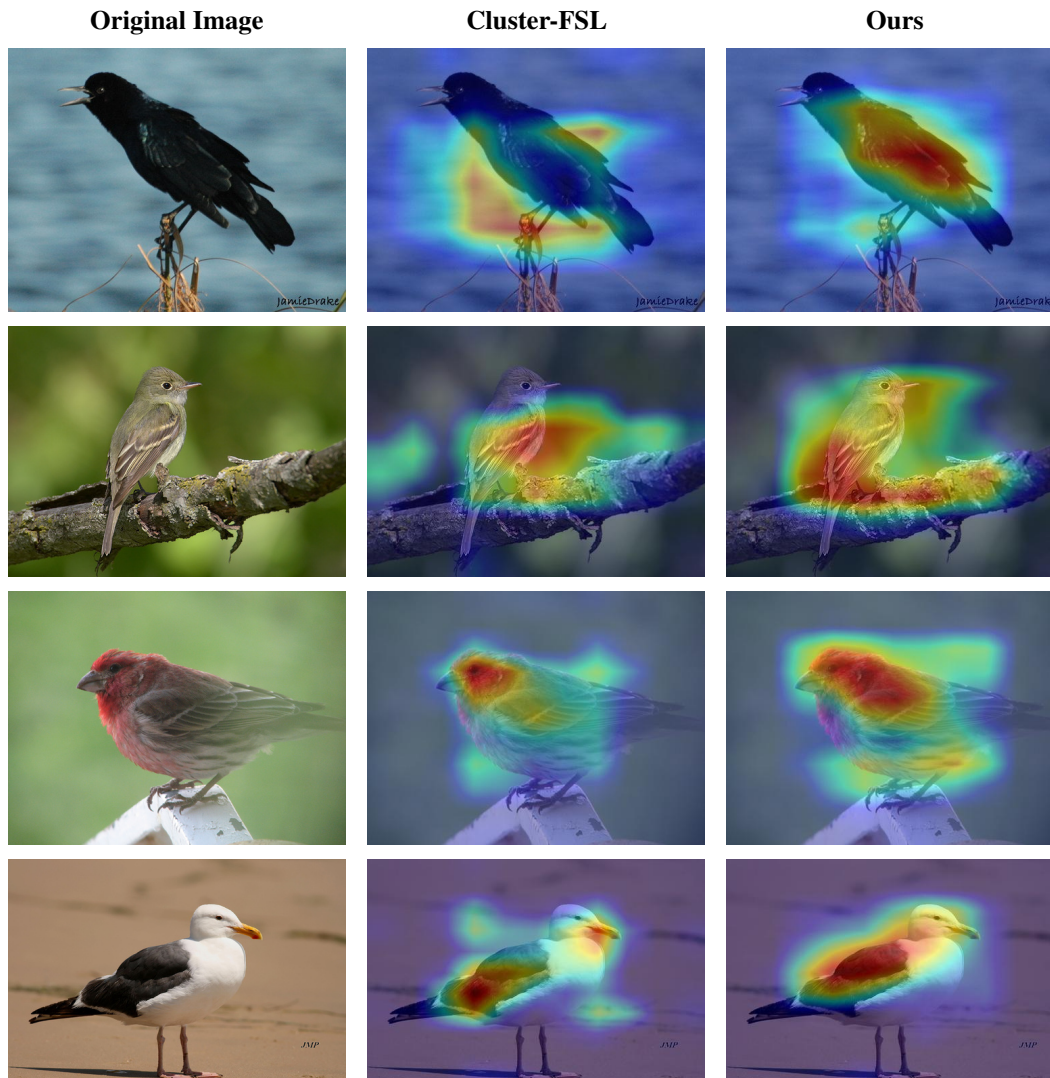 Original Image
Cluster-FSL
Ours
JamieDrake
JamieDrake
JamieDrake
JMP
JMP
JMP